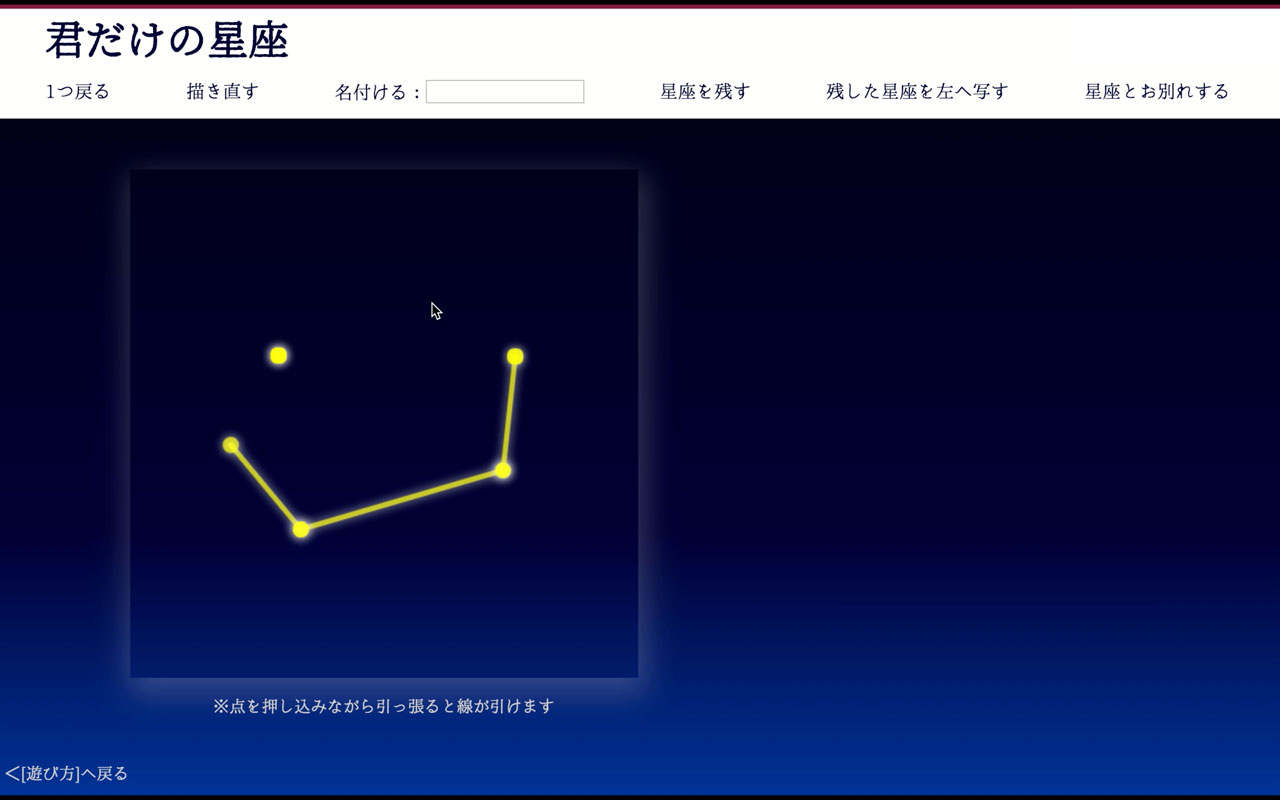 君だけの星座
1つ戻る 描き直す 名付ける： 星座を残す 残した星座を左へ写す 星座とお別れする
※点を押し込みながら引っ張ると線が引けます
＜[遊び方]へ戻る